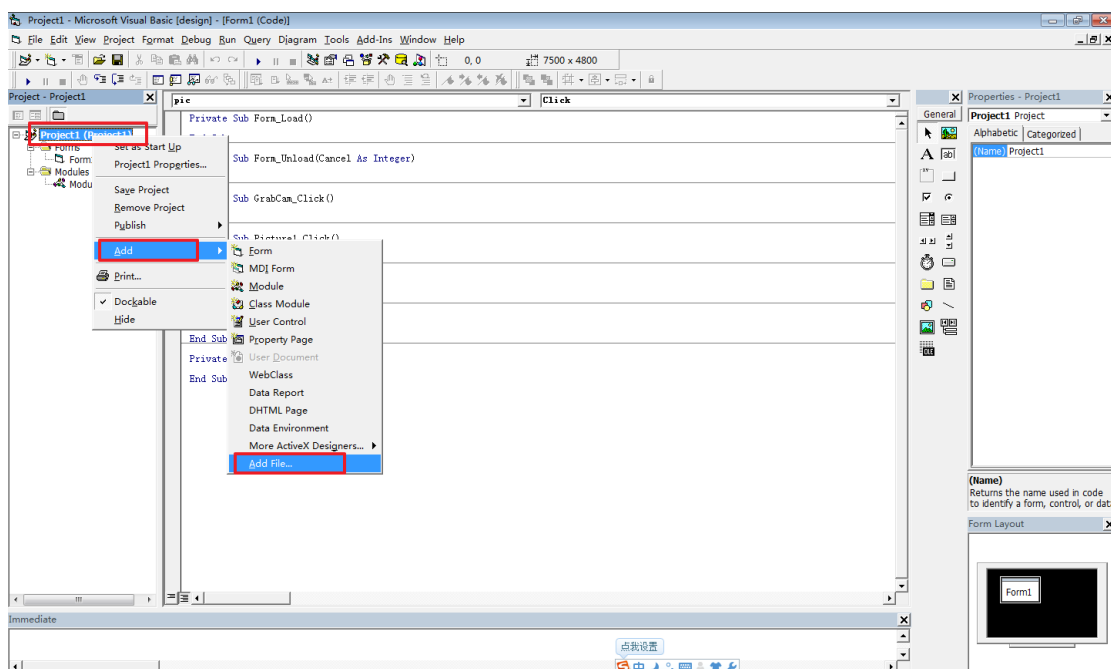 Project1 - Microsoft Visual Basic [design] - [Form1 (Code)]
File Edit View Project Format Debug Run Query Diagram Tools Add-Ins Window Help
0, 0 7500 x 4800
Project - Project1
pic Click
Project1 (Project1)
Forms
Form
Modules
Modu
Set as Start Up
Project1 Properties...
Save Project
Remove Project
Publish
Add
Print...
Dockable
Hide
Form
MDI Form
Module
Class Module
User Control
Property Page
User Document
WebClass
Data Report
DHTML Page
Data Environment
More ActiveX Designers...
Add File...
Private Sub Form_Load()
Sub Form_Unload(Cancel As Integer)
Sub GrabCam_Click()
Sub Picture1_Click()
End Sub
Private
End Sub
General
A ab
OLE
Properties - Project1
Project1 Project
Alphabetic Categorized
(Name) Project1
(Name)
Returns the name used in code
to identify a form, control, or dat
Form Layout
Form1
Immediate
点我设置
中